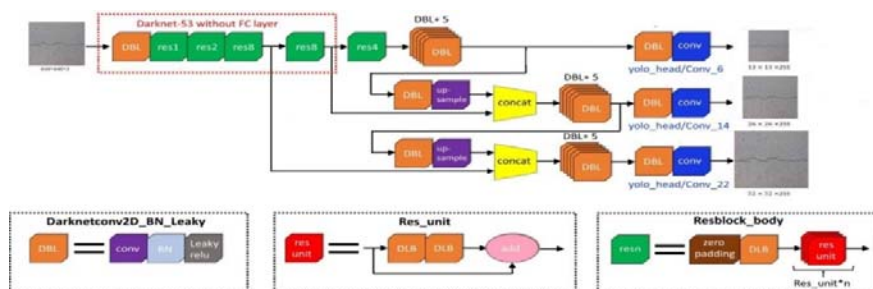 Darknet-53 without FC layer
DBL res1 res2 res8 res8 res4
DBL* 5
DBL
DBL conv
yolo_head/Conv_6
13 × 13 ×255
DBL up-sample
concat
DBL* 5
DBL
DBL conv
yolo_head/Conv_14
DBL up-sample
concat
DBL* 5
DBL
DBL conv
yolo_head/Conv_22
52 × 52 ×255
Darknetconv2D_BN_Leaky
DBL conv BN Leaky relu
Res_unit
res unit DLB DLB add
Resblock_body
resn zero padding DLB res unit
Res_unit*n